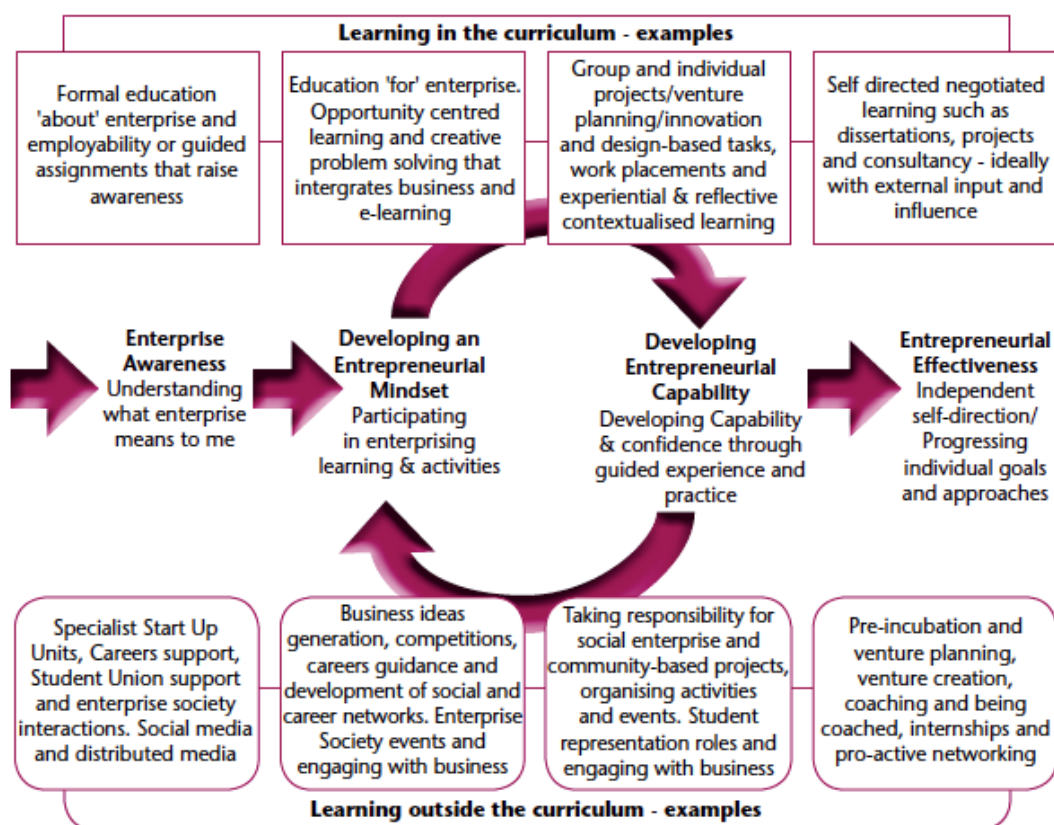 Learning in the curriculum - examples
Formal education
'about' enterprise and
employability or guided
assignments that raise
awareness
Education 'for' enterprise.
Opportunity centred
learning and creative
problem solving that
intergrates business and
e-learning
Group and individual
projects/venture
planning/innovation
and design-based tasks,
work placements and
experiential & reflective
contextualised learning
Self directed negotiated
learning such as
dissertations, projects
and consultancy - ideally
with external input and
influence
Enterprise
Awareness
Understanding
what enterprise
means to me
Developing an
Entrepreneurial
Mindset
Participating
in enterprising
learning & activities
Developing
Entrepreneurial
Capability
Developing Capability
& confidence through
guided experience and
practice
Entrepreneurial
Effectiveness
Independent
self-direction/
Progressing
individual goals
and approaches
Specialist Start Up
Units, Careers support,
Student Union support
and enterprise society
interactions. Social media
and distributed media
Business ideas
generation, competitions,
careers guidance and
development of social and
career networks. Enterprise
Society events and
engaging with business
Taking responsibility for
social enterprise and
community-based projects,
organising activities
and events. Student
representation roles and
engaging with business
Pre-incubation and
venture planning,
venture creation,
coaching and being
coached, internships and
pro-active networking
Learning outside the curriculum - examples